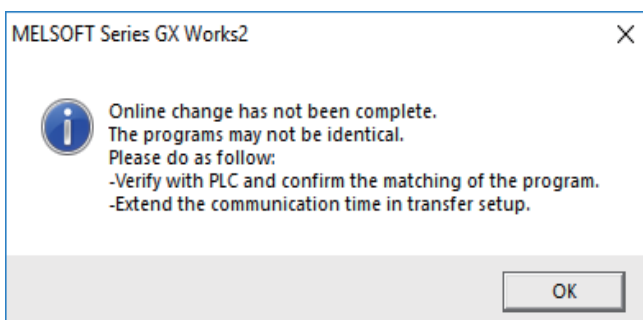 MELSOFT Series GX Works2
Online change has not been complete.
The programs may not be identical.
Please do as follow:
-Verify with PLC and confirm the matching of the program.
-Extend the communication time in transfer setup.
OK